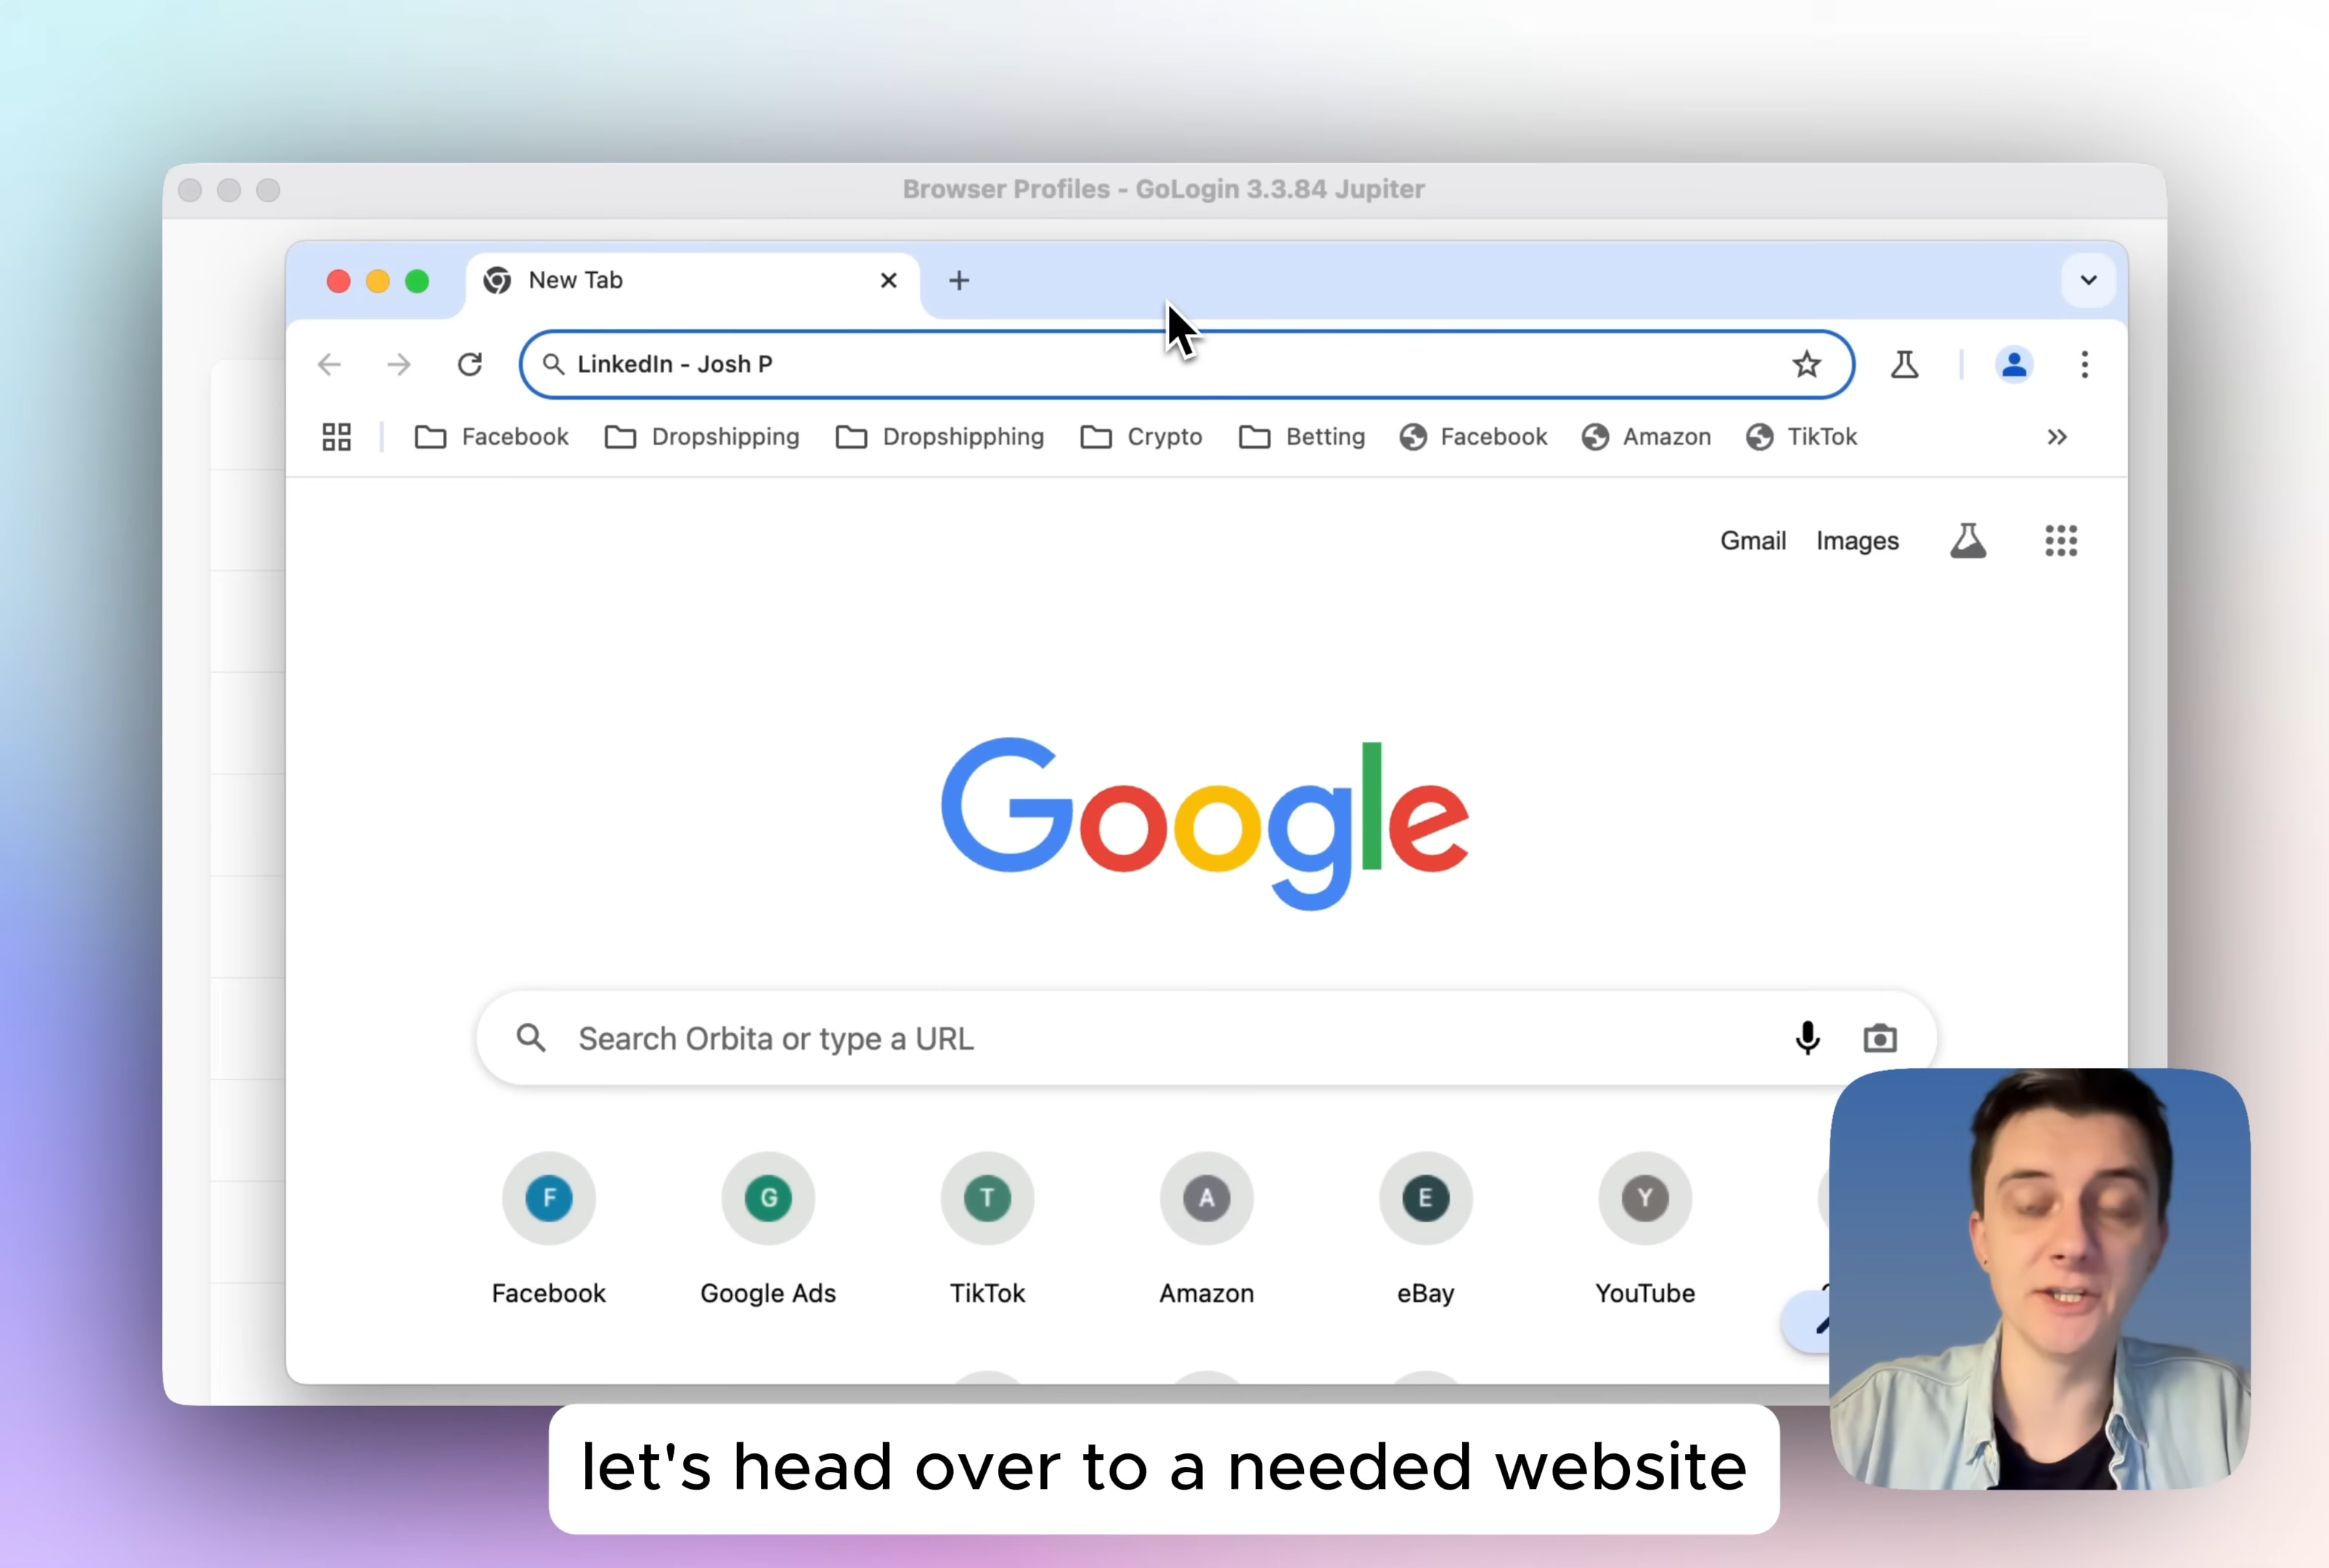 Browser Profiles - GoLogin 3.3.84 Jupiter
New Tab
LinkedIn - Josh P
Facebook Dropshipping Dropshipphing Crypto Betting Facebook Amazon TikTok
Gmail Images
Google
Search Orbita or type a URL
F G T A E Y
Facebook Google Ads TikTok Amazon eBay YouTube
let's head over to a needed website